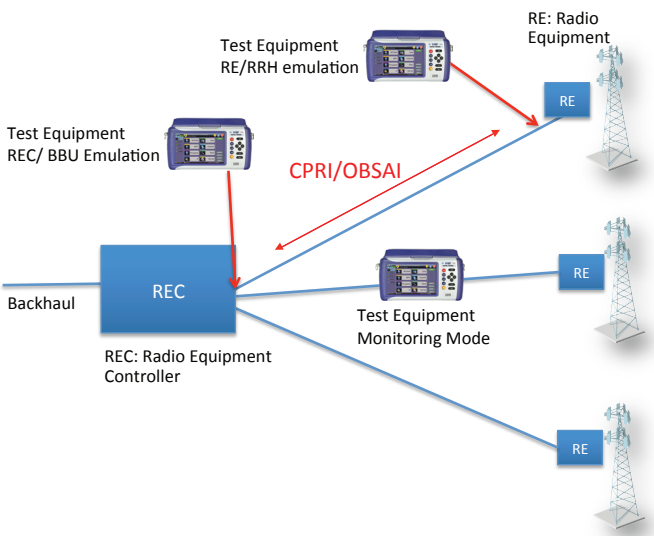 RE: Radio
Equipment
Test Equipment
RE/RRH emulation
RE
Test Equipment
REC/ BBU Emulation
CPRI/OBSAI
REC
RE
Backhaul
Test Equipment
Monitoring Mode
REC: Radio Equipment
Controller
RE